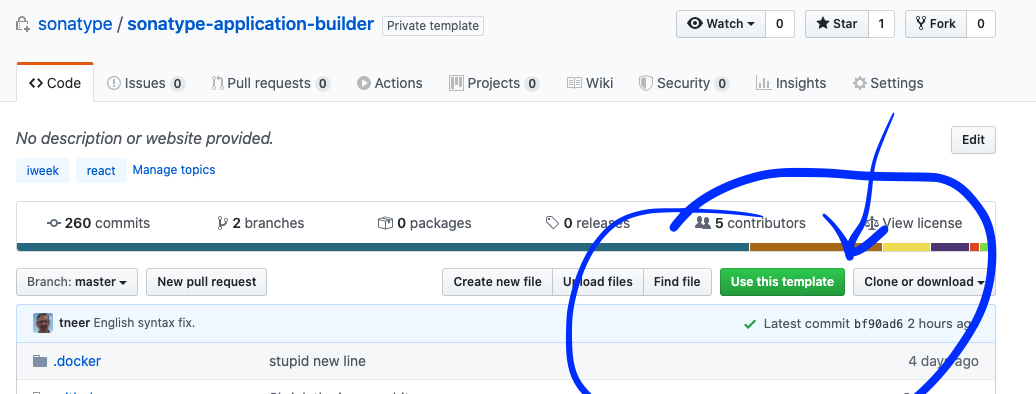 sonatype / sonatype-application-builder Private template Watch 0 Star 1 Fork 0
Code Issues 0 Pull requests 0 Actions Projects 0 Wiki Security 0 Insights Settings
No description or website provided. Edit
iweek react Manage topics
260 commits 2 branches 0 packages 0 releases 5 contributors View license
Branch: master New pull request Create new file Upload files Find file Use this template Clone or download
tneer English syntax fix. Latest commit bf90ad6 2 hours ago
.docker stupid new line 4 days ago